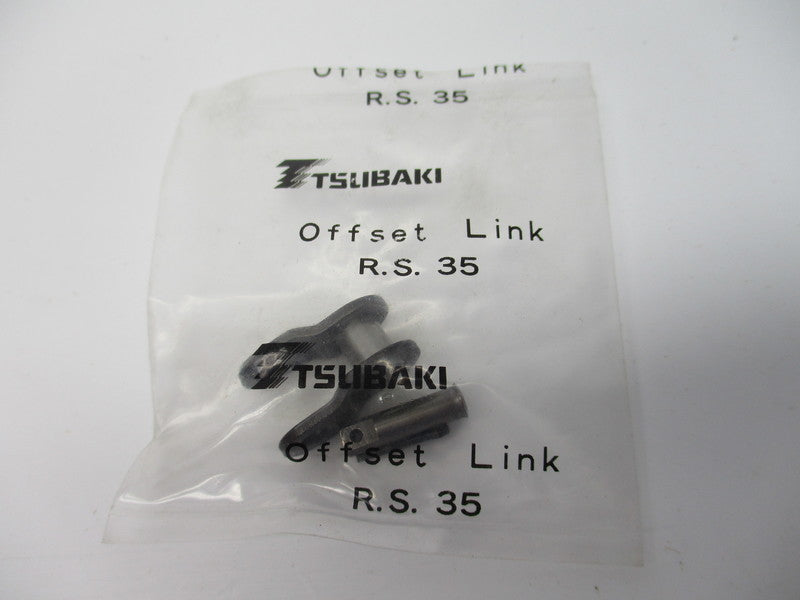 Offset Link
R.S. 35
TSUBAKI
Offset Link
R.S. 35
TSUBAKI
Offset Link
R.S. 35